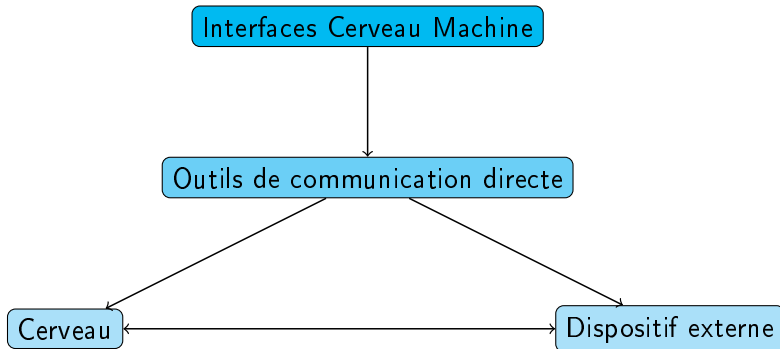 Interfaces Cerveau Machine
Outils de communication directe
Cerveau
Dispositif externe